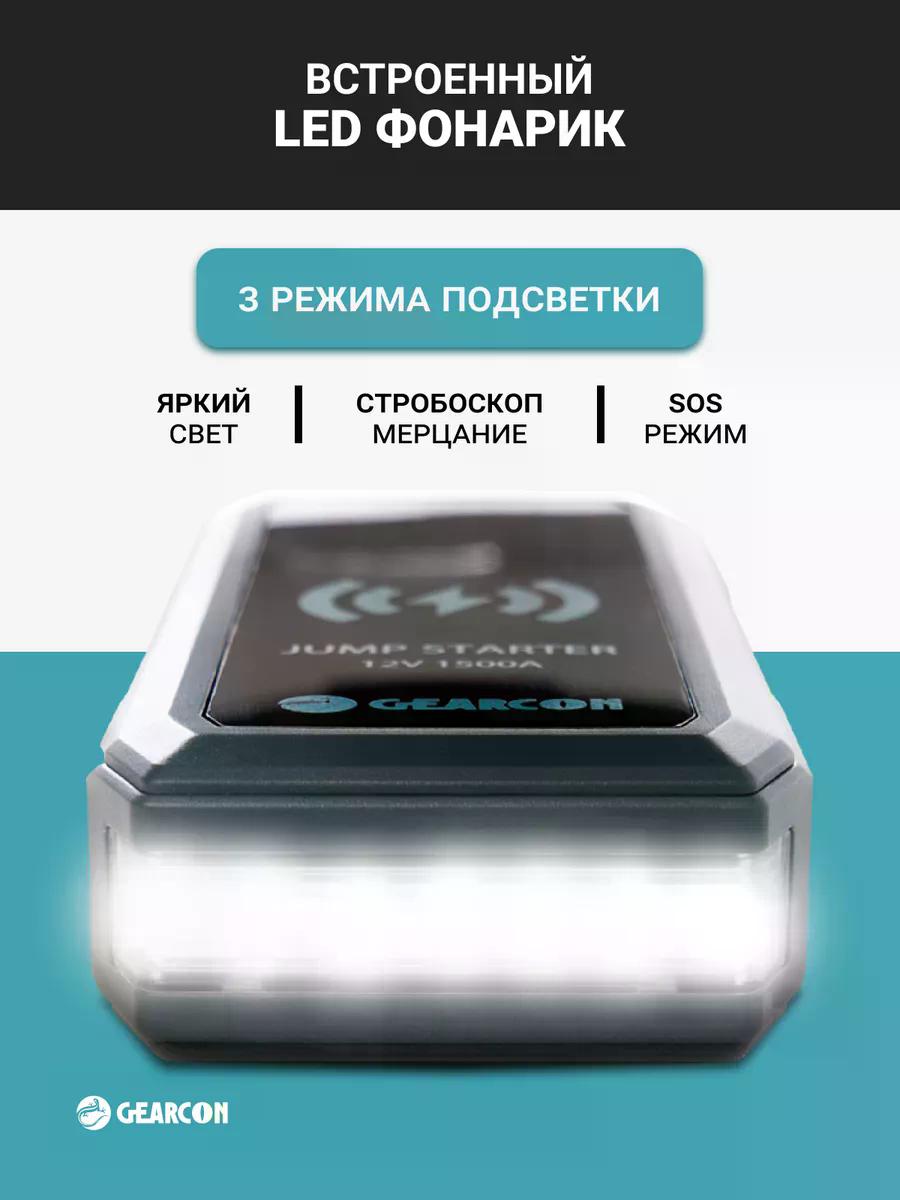 ВСТРОЕННЫЙ
LED ФОНАРИК
3 РЕЖИМА ПОДСВЕТКИ
ЯРКИЙ
СВЕТ
СТРОБОСКОП
МЕРЦАНИЕ
SOS
РЕЖИМ
JUMP STARTER
12V 1500A
GEARCON
GEARCON